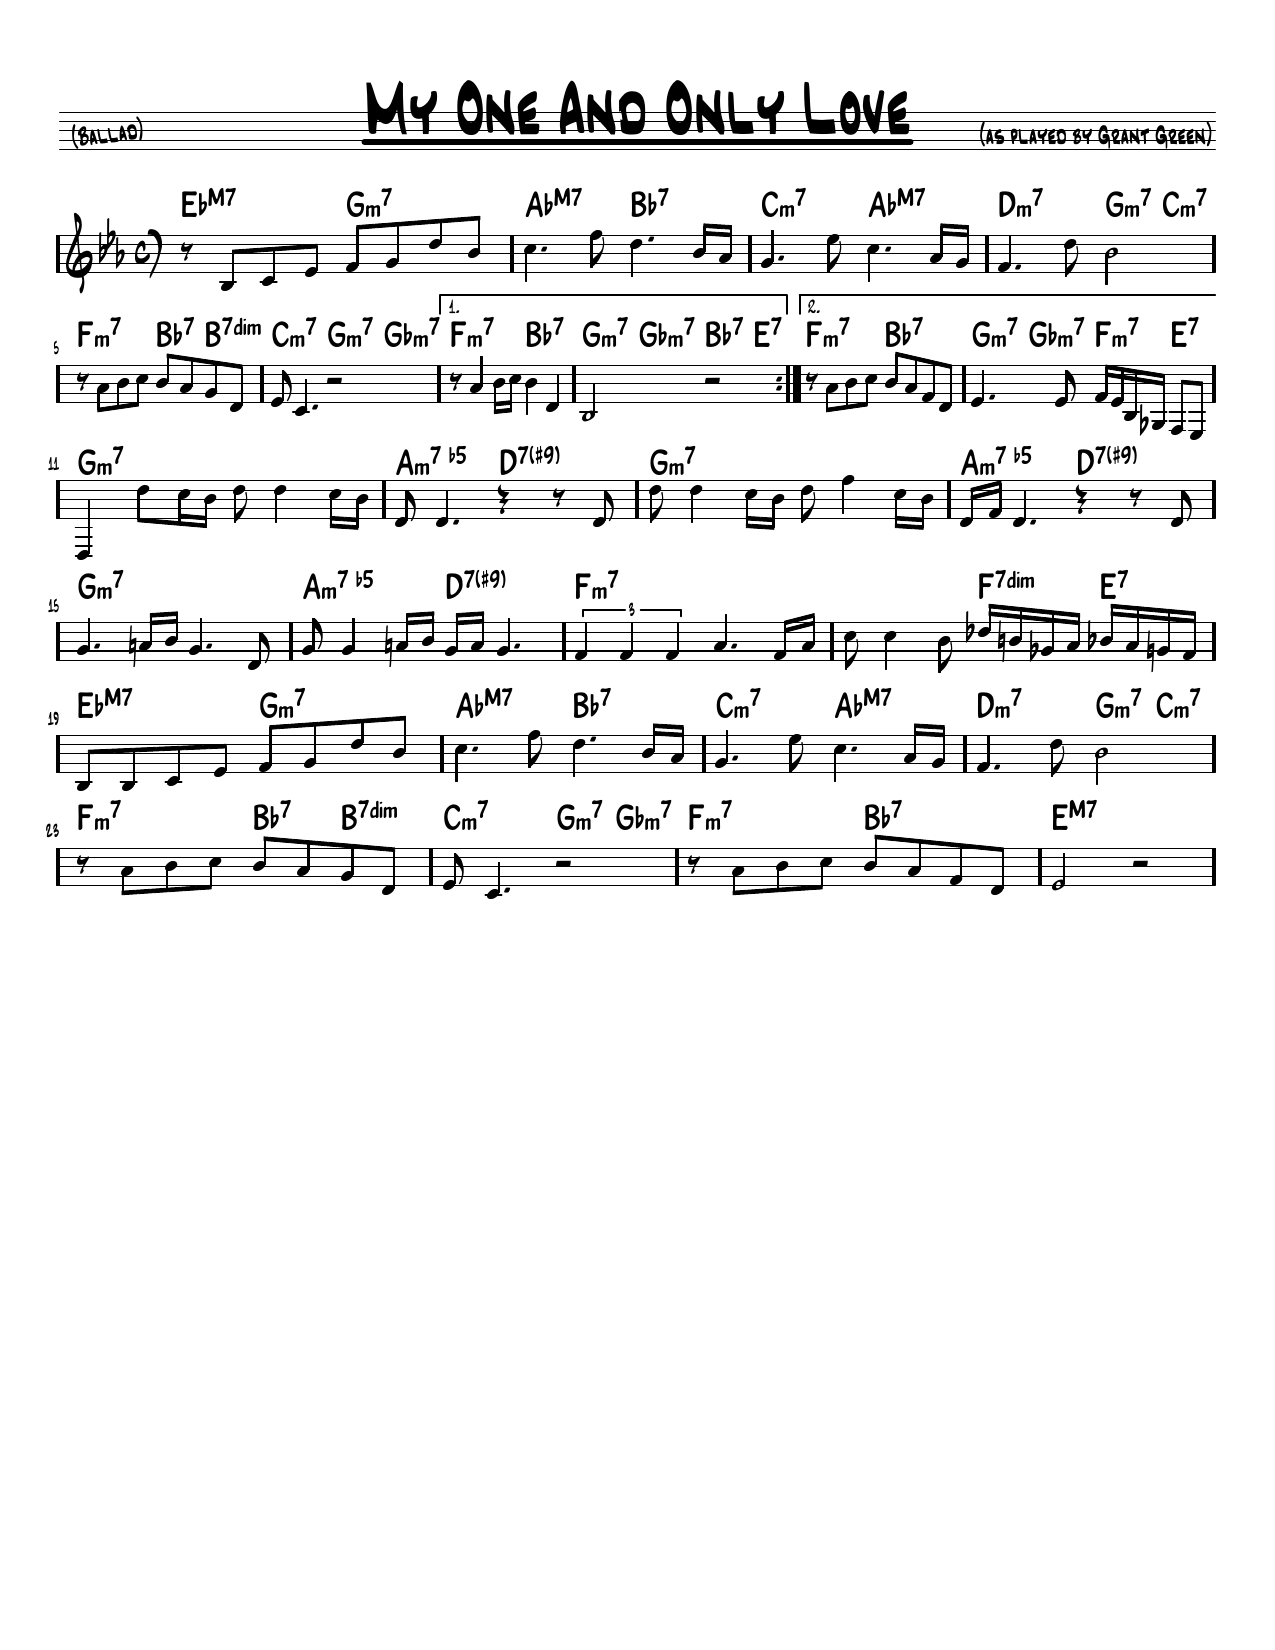 My One And Only Love
(Ballad) (as played by Grant Green)
E♭M7 Gm7 A♭M7 B♭7 Cm7 A♭M7 Dm7 Gm7 Cm7
1. 2.
5 Fm7 B♭7 B7dim Cm7 Gm7 G♭m7 Fm7 B♭7 Gm7 G♭m7 B♭7 E7 Fm7 B♭7 Gm7 G♭m7 Fm7 E7
11 Gm7 Am7 ♭5 D7(#9) Gm7 Am7 ♭5 D7(#9)
15 Gm7 Am7 ♭5 D7(#9) Fm7 F7dim E7
3
19 E♭M7 Gm7 A♭M7 B♭7 Cm7 A♭M7 Dm7 Gm7 Cm7
23 Fm7 B♭7 B7dim Cm7 Gm7 G♭m7 Fm7 B♭7 EM7